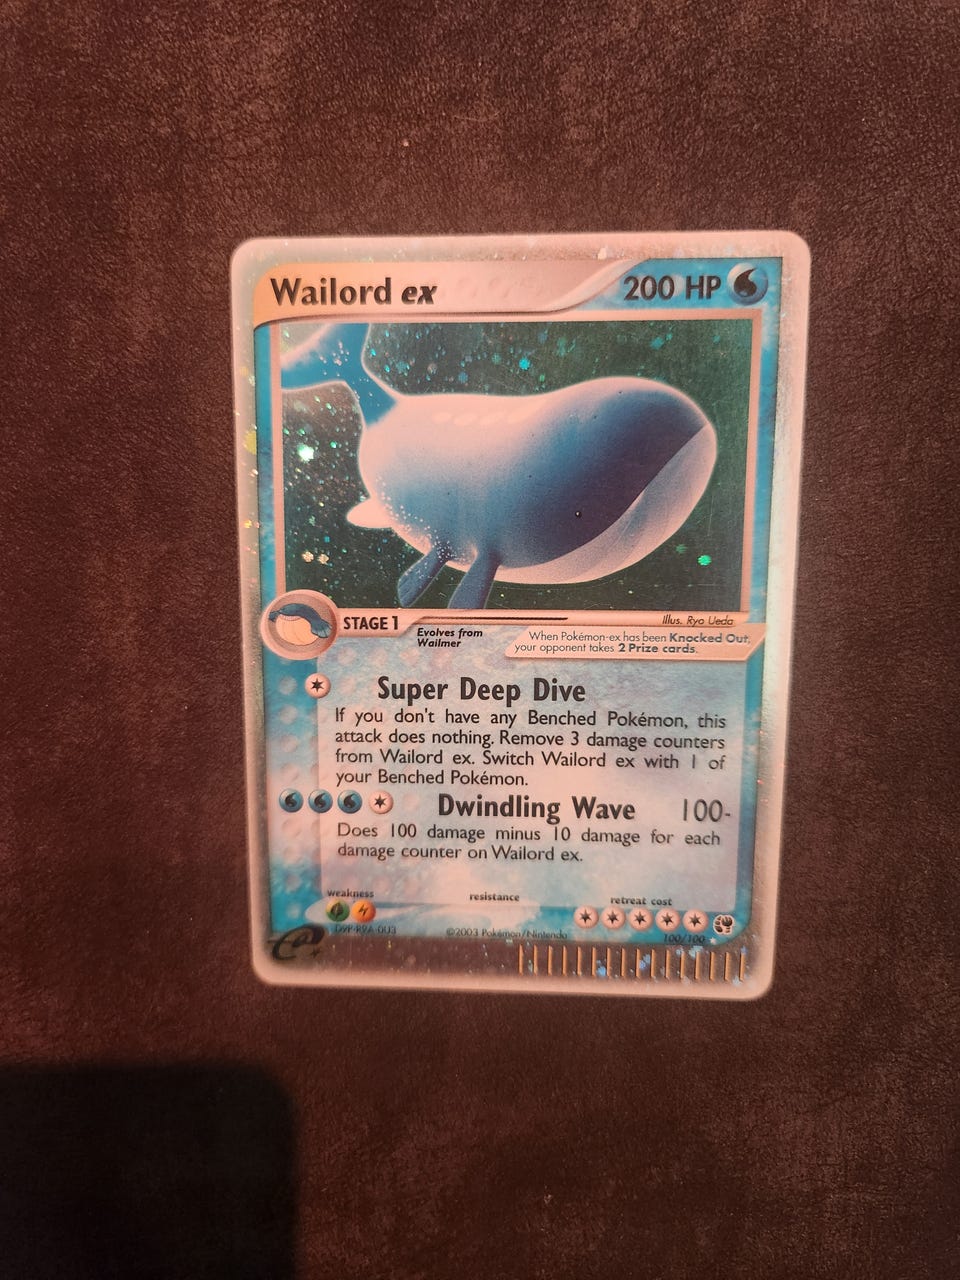 Wailord ex
200 HP
STAGE 1
Evolves from
Wailmer
Illus. Ryo Ueda
When Pokémon-ex has been Knocked Out,
your opponent takes 2 Prize cards.
Super Deep Dive
If you don't have any Benched Pokémon, this
attack does nothing. Remove 3 damage counters
from Wailord ex. Switch Wailord ex with 1 of
your Benched Pokémon.
Dwindling Wave 100-
Does 100 damage minus 10 damage for each
damage counter on Wailord ex.
weakness
resistance
retreat cost
©2003 Pokémon/Nintendo
100/100